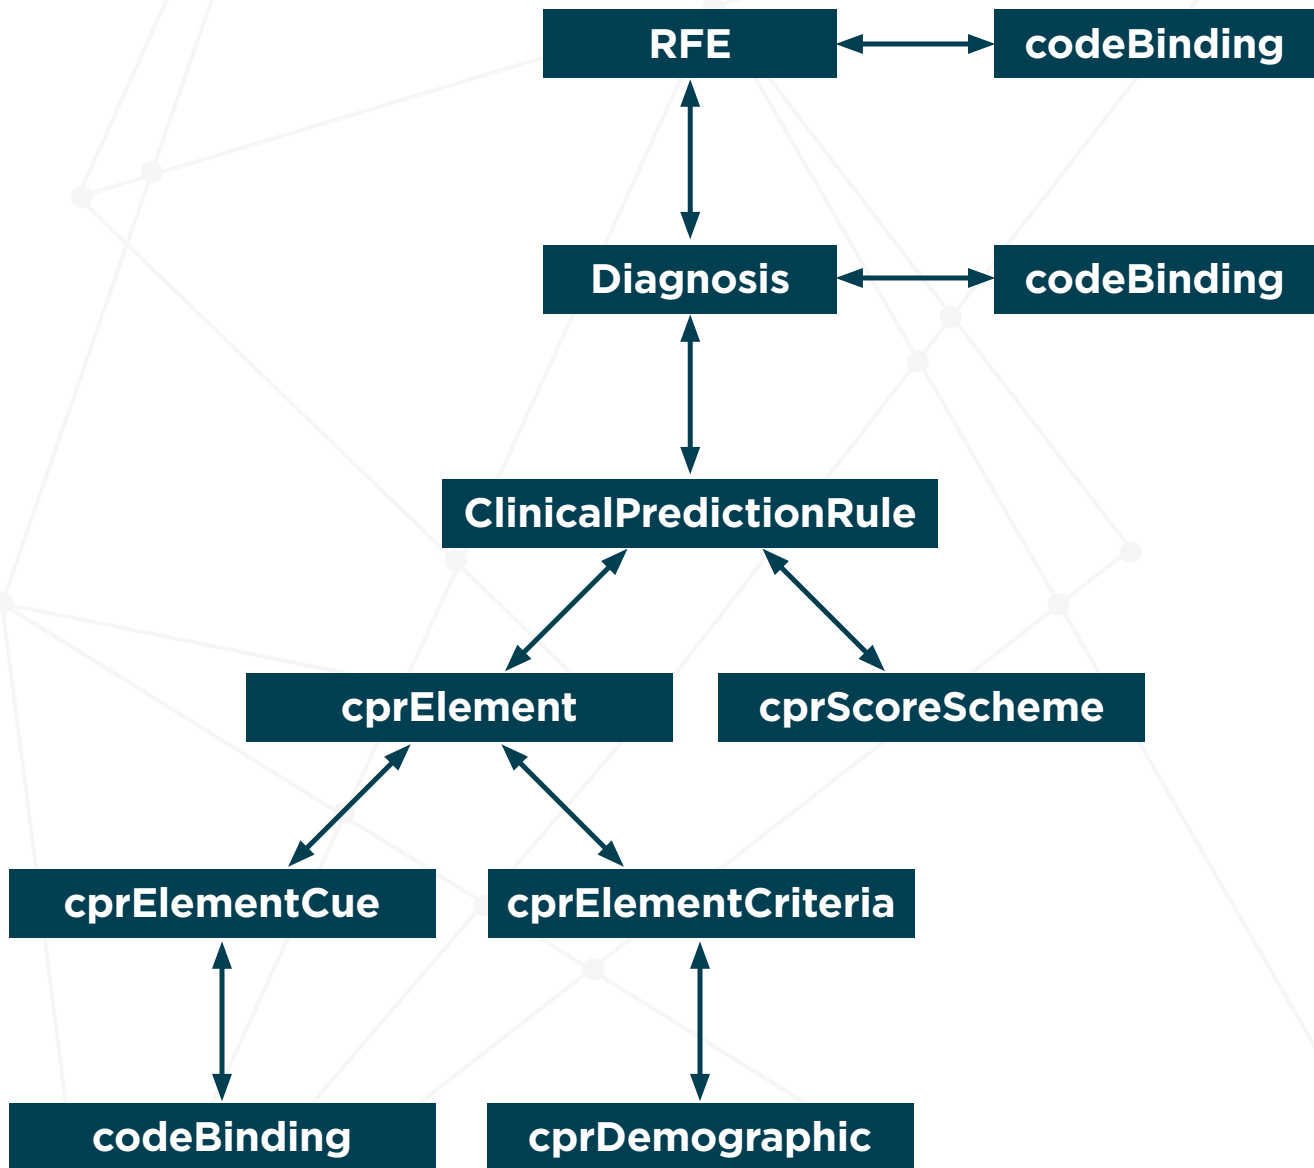 RFE
codeBinding
Diagnosis
codeBinding
ClinicalPredictionRule
cprElement
cprScoreScheme
cprElementCue
cprElementCriteria
codeBinding
cprDemographic